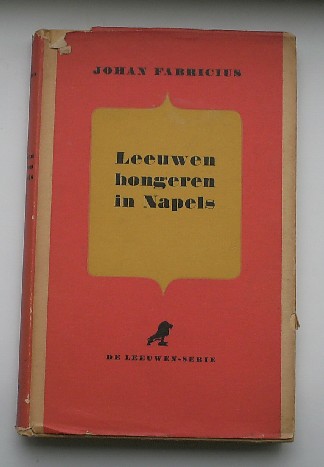 JOHAN FABRICIUS
Leeuwen
hongeren
in Napels
DE LEEUWEN-SERIE